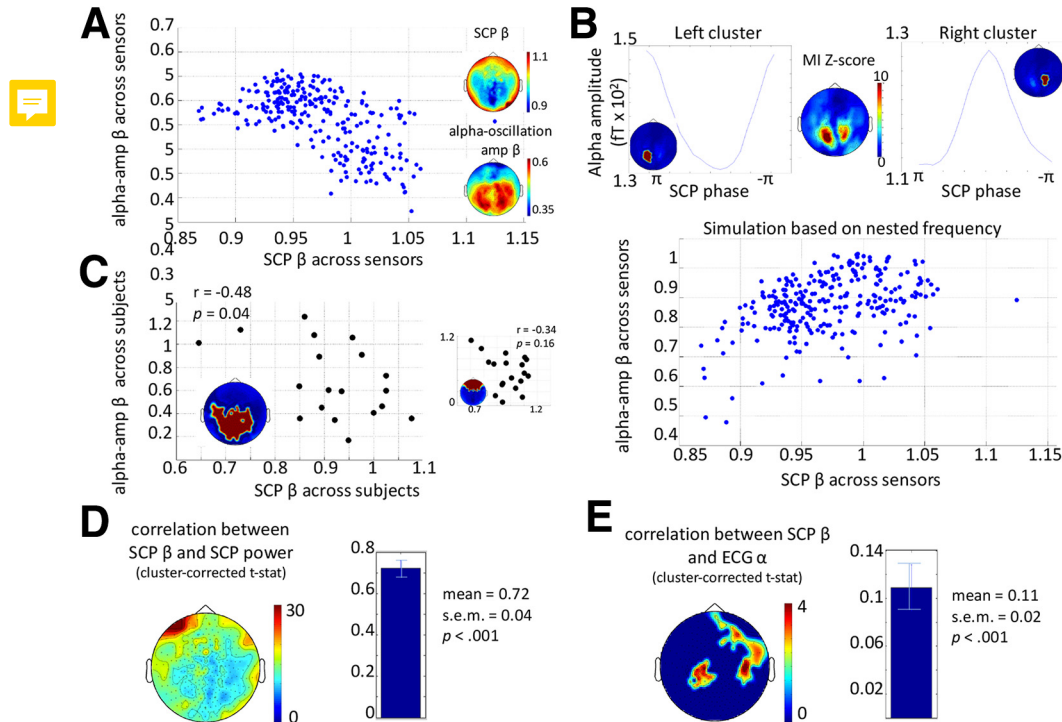 A
alpha-amp β across sensors
0.7
0.6
5
0.6
5
0.5
5
0.4
5
0.4
0.85
0.9
0.95
1
1.05
1.1
1.15
SCP β across sensors
SCP β
1.1
0.9
alpha-oscillation
amp β
0.6
0.35
B
Left cluster
Alpha amplitude
(fT x 10²)
1.5
1.3
π
-π
SCP phase
MI Z-score
10
0
Right cluster
1.3
1.1
π
-π
SCP phase
Simulation based on nested frequency
alpha-amp β across sensors
1
0.9
0.8
0.7
0.6
0.5
0.4
0.85
0.9
0.95
1
1.05
1.1
1.15
SCP β across sensors
C
alpha-amp β across subjects
0.3
5
1.2
1
0.6
0.4
0.2
r = -0.48
p = 0.04
0.6
0.7
0.8
0.9
1
1.1
SCP β across subjects
r = -0.34
p = 0.16
1.2
0
0.7
1.2
D
correlation between
SCP β and SCP power
(cluster-corrected t-stat)
30
0
0.8
0.6
0.4
0.2
0
mean = 0.72
s.e.m. = 0.04
p < .001
E
correlation between SCP β
and ECG α
(cluster-corrected t-stat)
4
0
0.14
0.1
0.06
0.02
mean = 0.11
s.e.m. = 0.02
p < .001